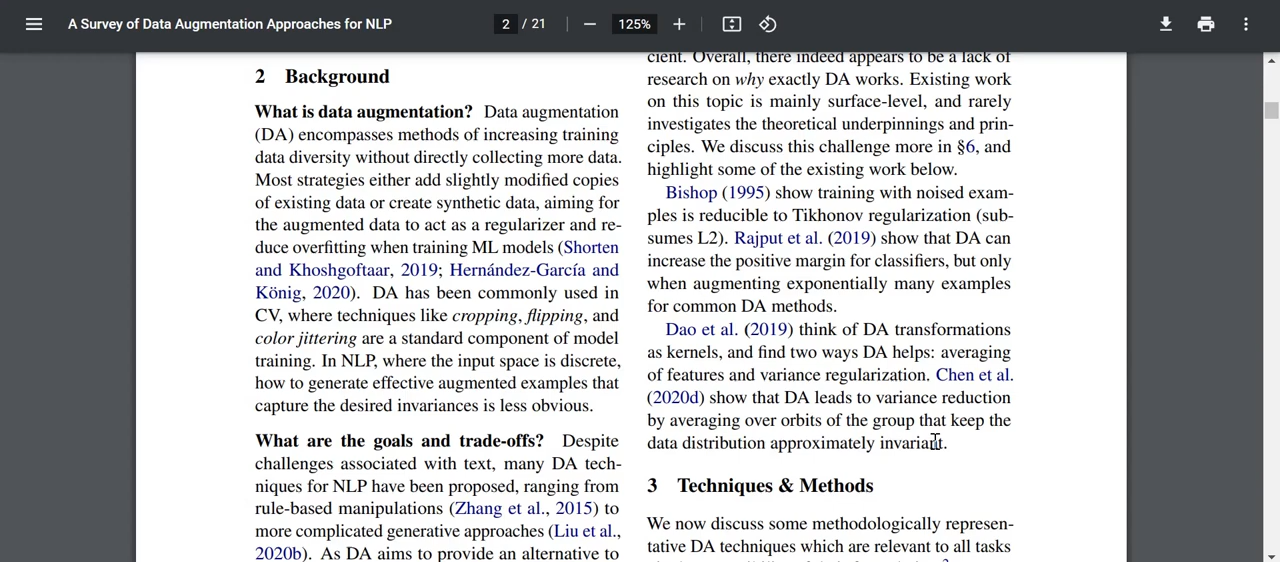 A Survey of Data Augmentation Approaches for NLP
2 / 21
125%
2 Background
What is data augmentation? Data augmentation
(DA) encompasses methods of increasing training
data diversity without directly collecting more data.
Most strategies either add slightly modified copies
of existing data or create synthetic data, aiming for
the augmented data to act as a regularizer and re-
duce overfitting when training ML models (Shorten
and Khoshgoftaar, 2019; Hernández-García and
König, 2020). DA has been commonly used in
CV, where techniques like cropping, flipping, and
color jittering are a standard component of model
training. In NLP, where the input space is discrete,
how to generate effective augmented examples that
capture the desired invariances is less obvious.
What are the goals and trade-offs? Despite
challenges associated with text, many DA tech-
niques for NLP have been proposed, ranging from
rule-based manipulations (Zhang et al., 2015) to
more complicated generative approaches (Liu et al.,
2020b). As DA aims to provide an alternative to
cient. Overall, there indeed appears to be a lack of
research on why exactly DA works. Existing work
on this topic is mainly surface-level, and rarely
investigates the theoretical underpinnings and prin-
ciples. We discuss this challenge more in §6, and
highlight some of the existing work below.
Bishop (1995) show training with noised exam-
ples is reducible to Tikhonov regularization (sub-
sumes L2). Rajput et al. (2019) show that DA can
increase the positive margin for classifiers, but only
when augmenting exponentially many examples
for common DA methods.
Dao et al. (2019) think of DA transformations
as kernels, and find two ways DA helps: averaging
of features and variance regularization. Chen et al.
(2020d) show that DA leads to variance reduction
by averaging over orbits of the group that keep the
data distribution approximately invariant.
3 Techniques & Methods
We now discuss some methodologically represen-
tative DA techniques which are relevant to all tasks